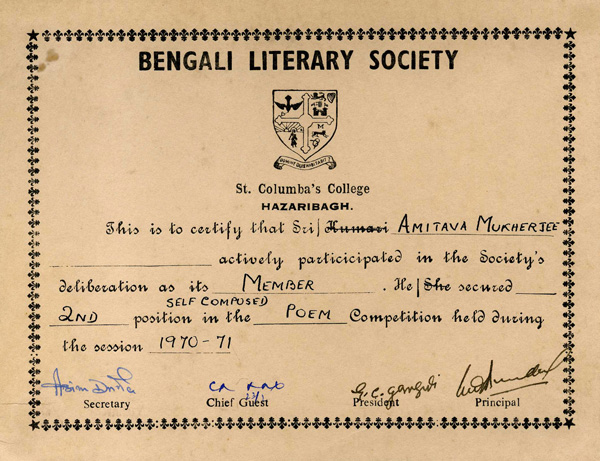 BENGALI LITERARY SOCIETY
St. Columba's College
HAZARIBAGH.
This is to certify that Sri/Kumari AMITAVA MUKHERJEE
actively particicipated in the Society's
deliberation as its MEMBER. He/She secured
SELF COMPOSED
2ND position in the POEM Competition held during
the session 1970-71
G.C. Ganguli
Secretary Chief Guest President Principal